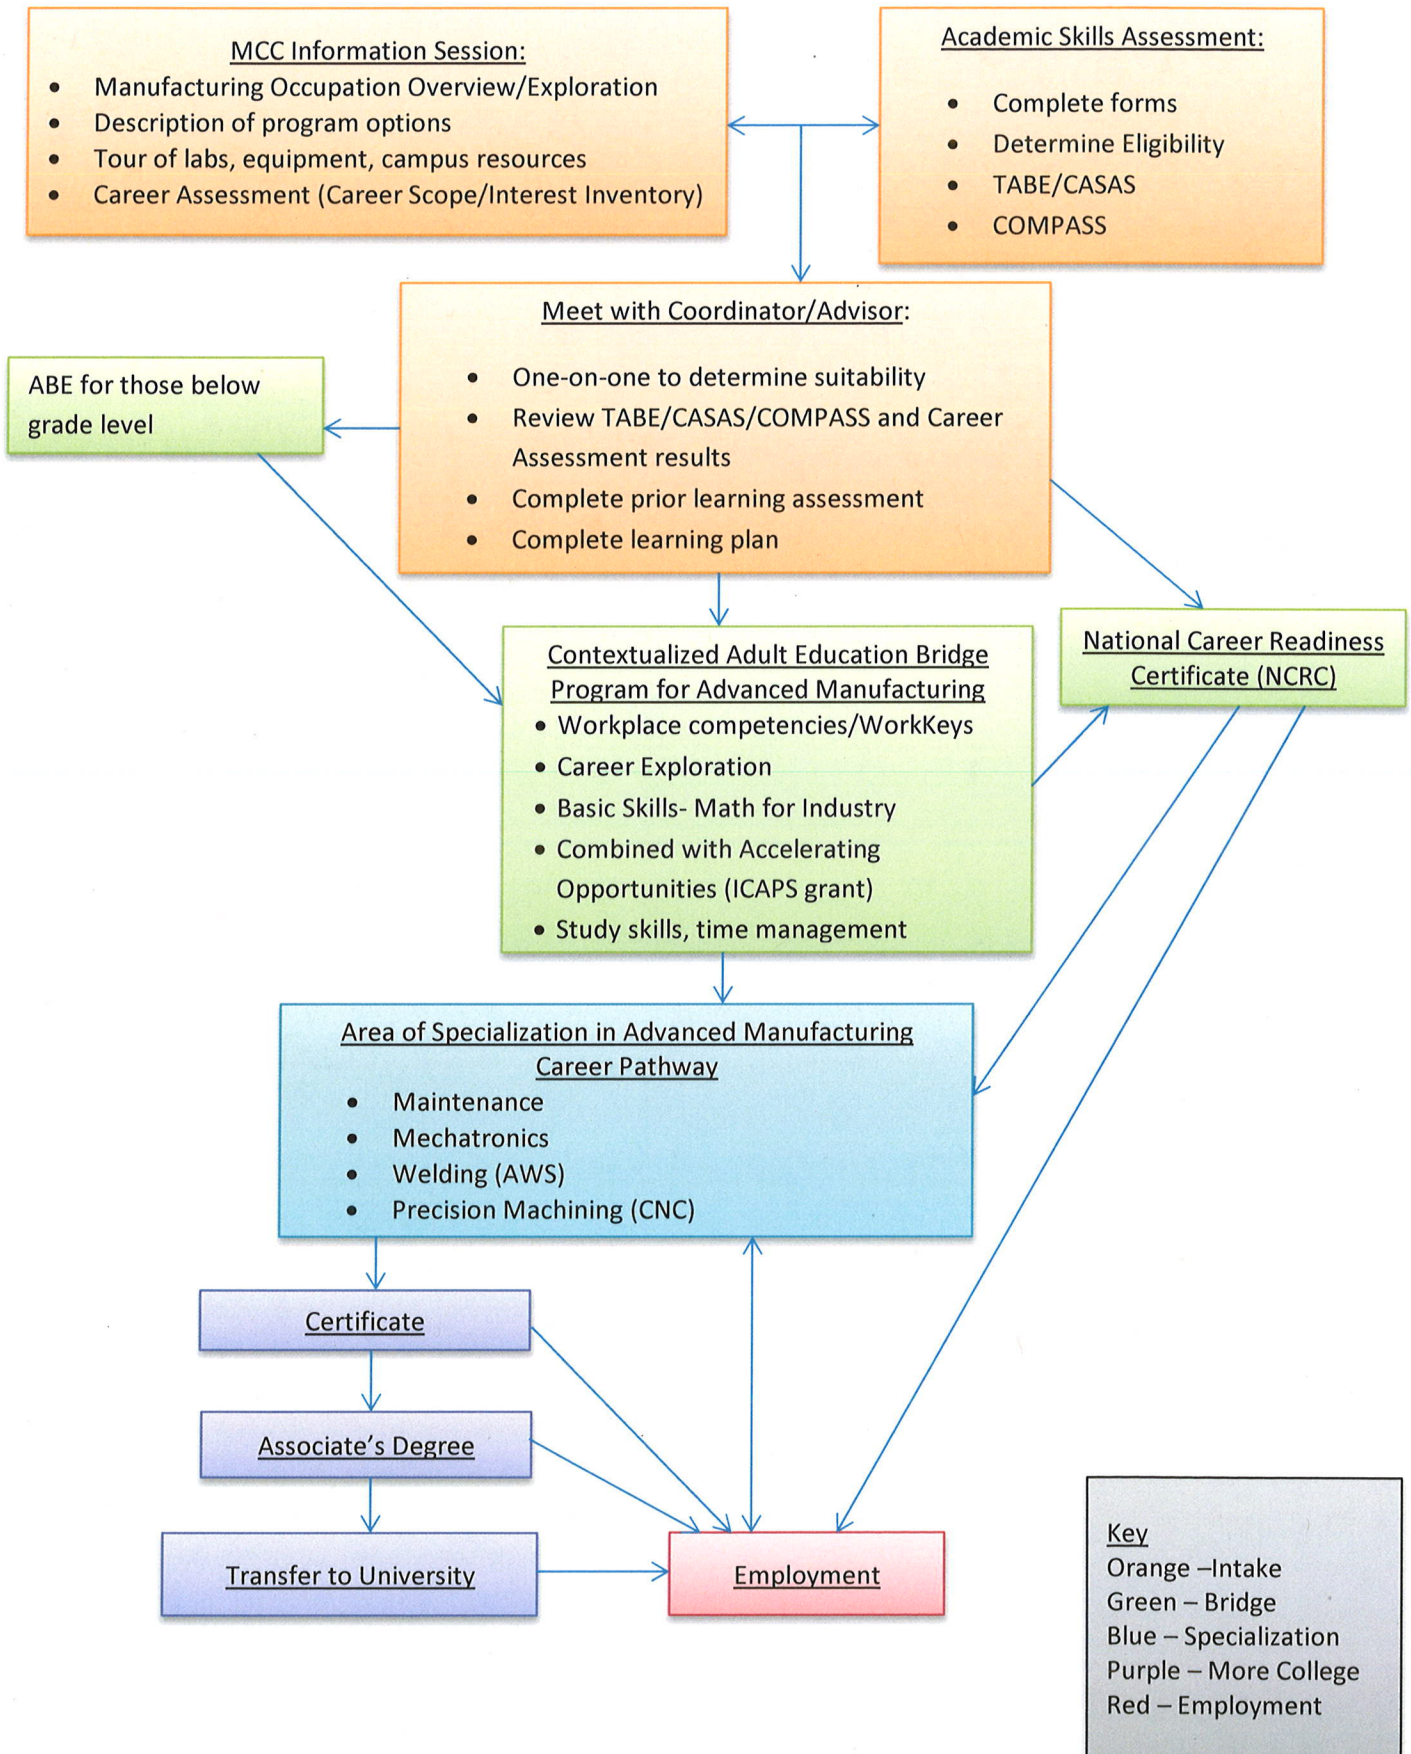 MCC Information Session:
• Manufacturing Occupation Overview/Exploration
• Description of program options
• Tour of labs, equipment, campus resources
• Career Assessment (Career Scope/Interest Inventory)
Academic Skills Assessment:
• Complete forms
• Determine Eligibility
• TABE/CASAS
• COMPASS
Meet with Coordinator/Advisor:
• One-on-one to determine suitability
• Review TABE/CASAS/COMPASS and Career
Assessment results
• Complete prior learning assessment
• Complete learning plan
ABE for those below
grade level
National Career Readiness
Certificate (NCRC)
Contextualized Adult Education Bridge
Program for Advanced Manufacturing
• Workplace competencies/WorkKeys
• Career Exploration
• Basic Skills- Math for Industry
• Combined with Accelerating
Opportunities (ICAPS grant)
• Study skills, time management
Area of Specialization in Advanced Manufacturing
Career Pathway
• Maintenance
• Mechatronics
• Welding (AWS)
• Precision Machining (CNC)
Certificate
Associate’s Degree
Transfer to University
Employment
Key
Orange –Intake
Green – Bridge
Blue – Specialization
Purple – More College
Red – Employment